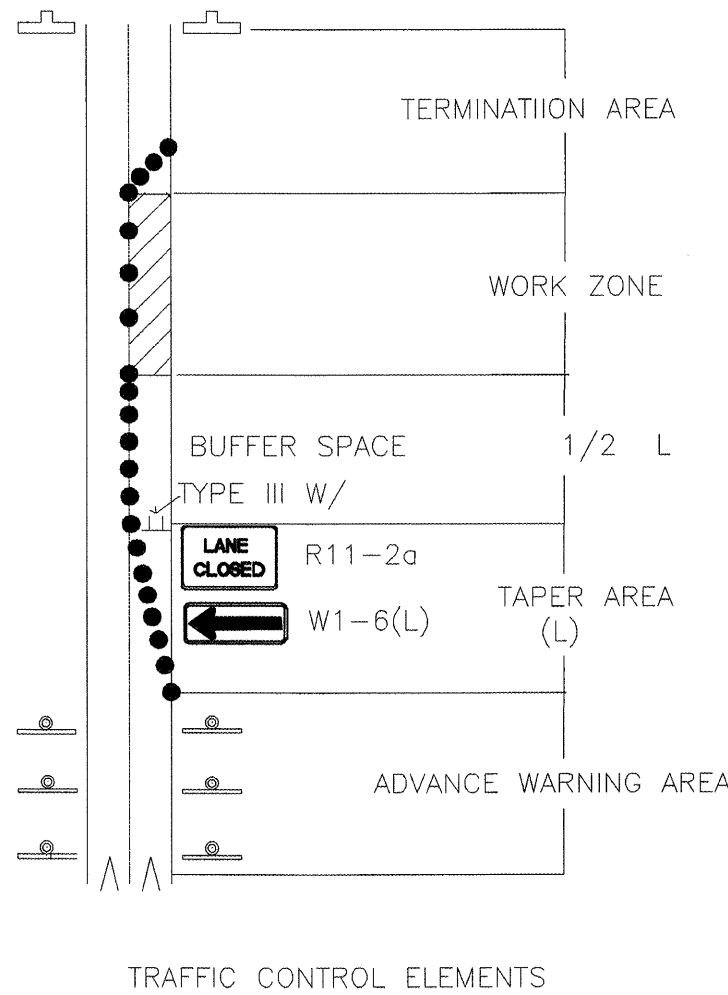 TERMINATIION AREA
WORK ZONE
BUFFER SPACE 1/2 L
TYPE III W/
LANE CLOSED R11-2a
W1-6(L)
TAPER AREA
(L)
ADVANCE WARNING AREA
TRAFFIC CONTROL ELEMENTS